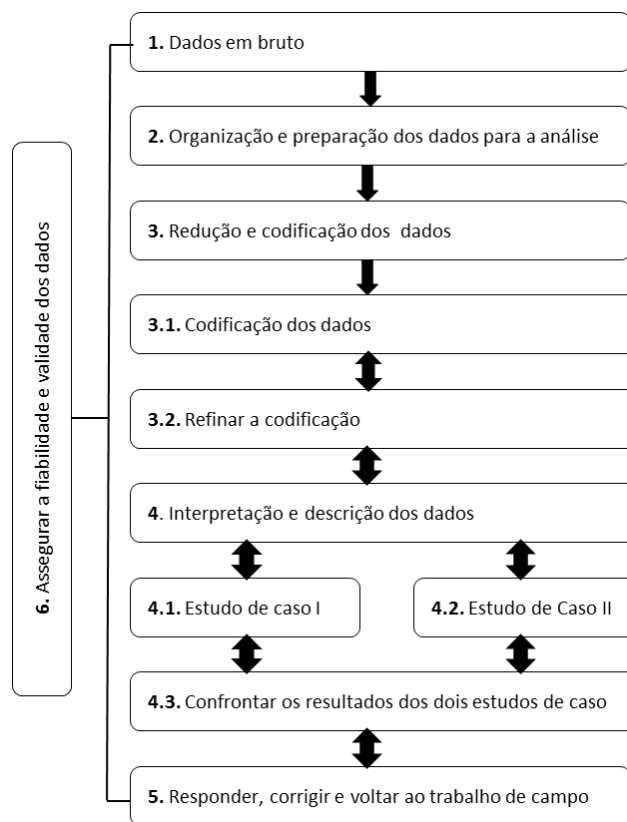 1. Dados em bruto
2. Organização e preparação dos dados para a análise
3. Redução e codificação dos dados
3.1. Codificação dos dados
3.2. Refinar a codificação
4. Interpretação e descrição dos dados
4.1. Estudo de caso I
4.2. Estudo de Caso II
4.3. Confrontar os resultados dos dois estudos de caso
5. Responder, corrigir e voltar ao trabalho de campo
6. Assegurar a fiabilidade e validade dos dados